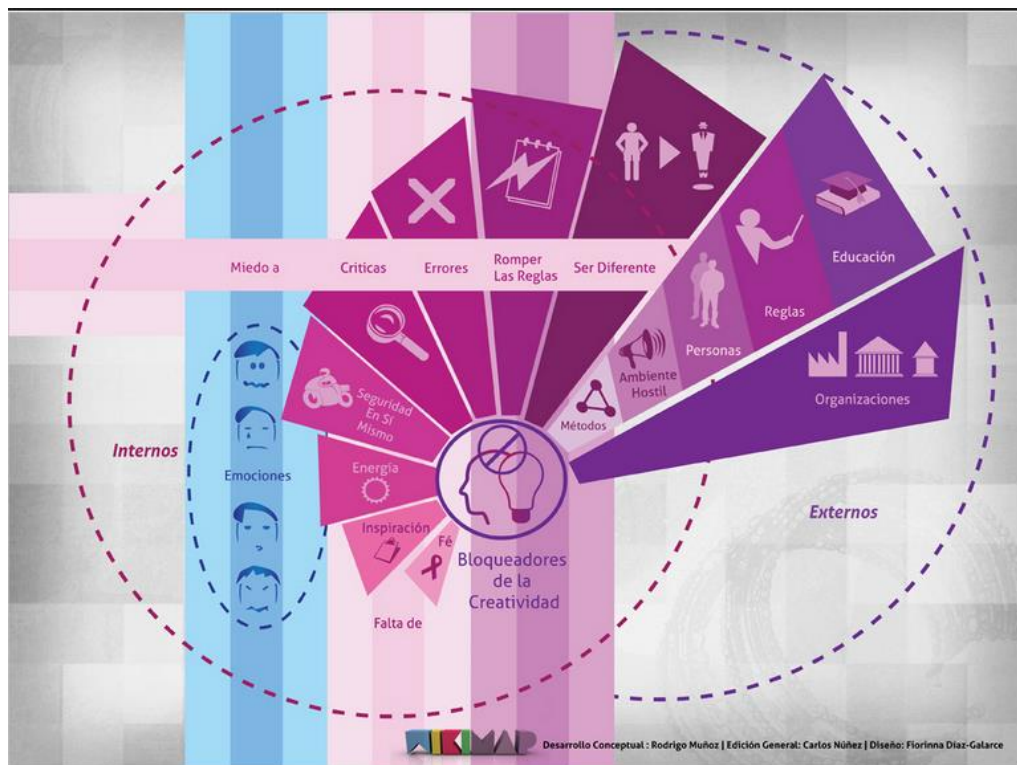 Miedo a
Criticas
Errores
Romper
Las Reglas
Ser Diferente
Educación
Reglas
Personas
Ambiente
Hostil
Métodos
Organizaciones
Seguridad
En Sí
Mismo
Internos
Energía
Emociones
Inspiración
Fé
Externos
Bloqueadores
de la
Creatividad
Falta de
WIKIMAP
Desarrollo Conceptual : Rodrigo Muñoz | Edición General: Carlos Núñez | Diseño: Fiorinna Díaz-Galarce